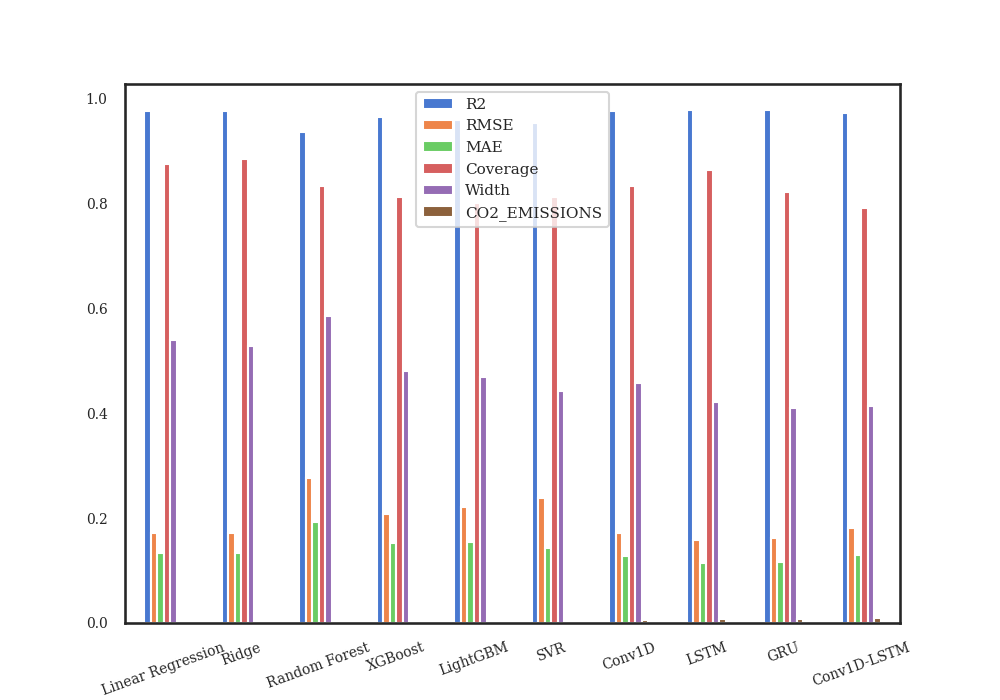 1.0
0.8
0.6
0.4
0.2
0.0
R2
RMSE
MAE
Coverage
Width
CO2_EMISSIONS
Linear Regression
Ridge
Random Forest
XGBoost
LightGBM
SVR
Conv1D
LSTM
GRU
Conv1D-LSTM